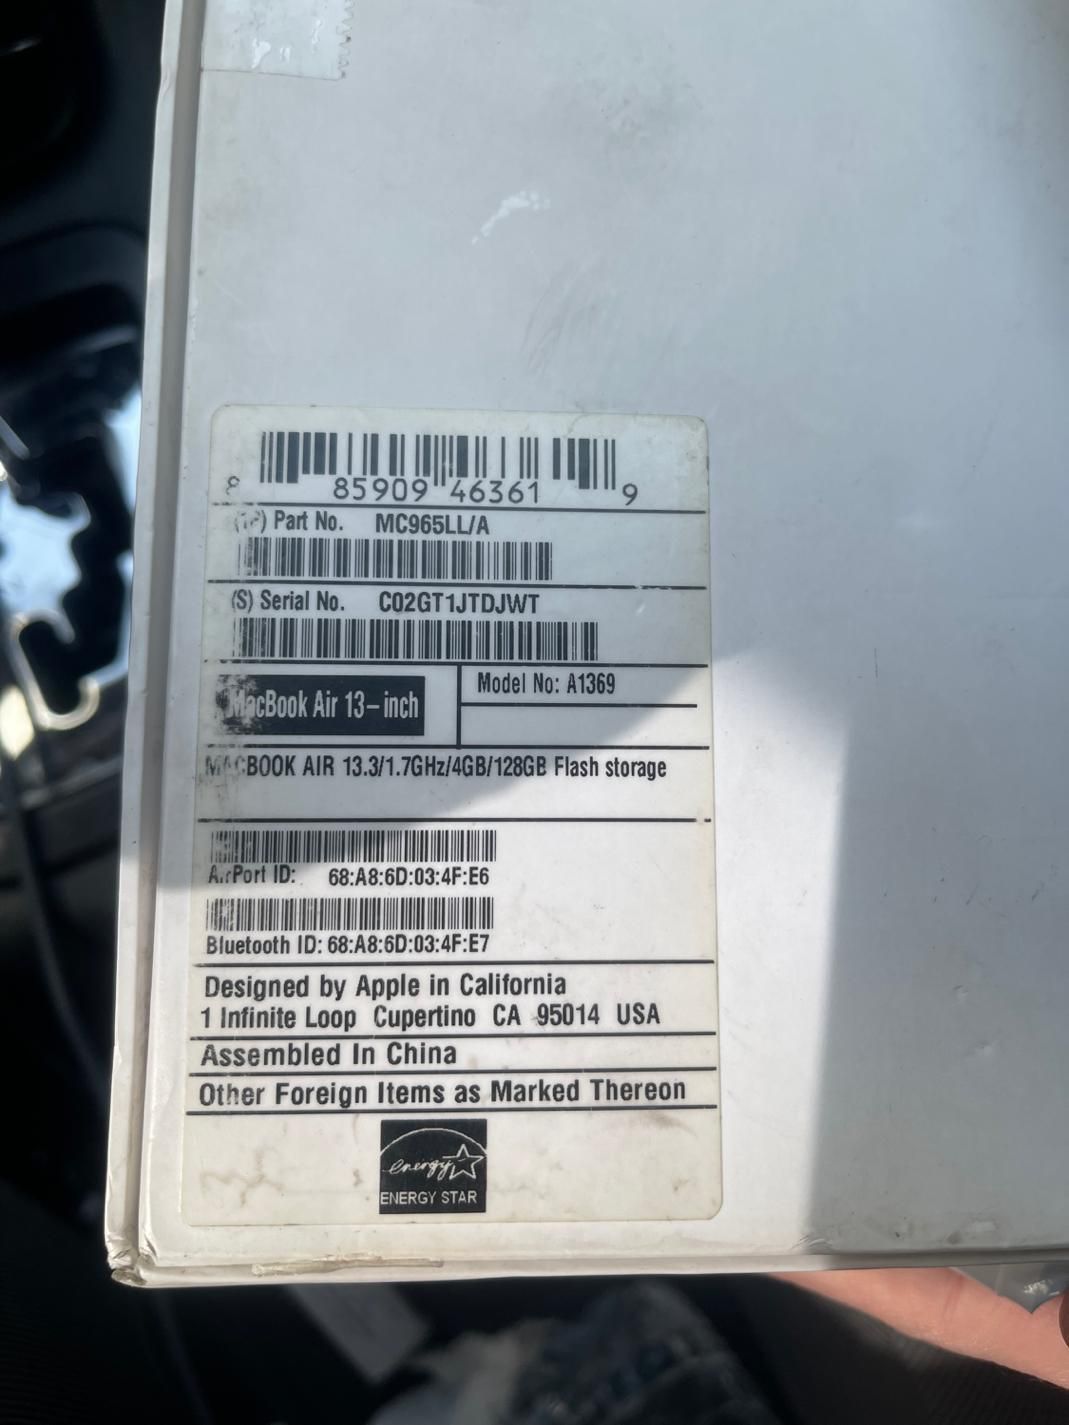 8 85909 46361 9
(1P) Part No. MC965LL/A
(S) Serial No. C02GT1JTDJWT
MacBook Air 13-inch
Model No: A1369
MACBOOK AIR 13.3/1.7GHz/4GB/128GB Flash storage
AirPort ID: 68:A8:6D:03:4F:E6
Bluetooth ID: 68:A8:6D:03:4F:E7
Designed by Apple in California
1 Infinite Loop Cupertino CA 95014 USA
Assembled In China
Other Foreign Items as Marked Thereon
energy
ENERGY STAR